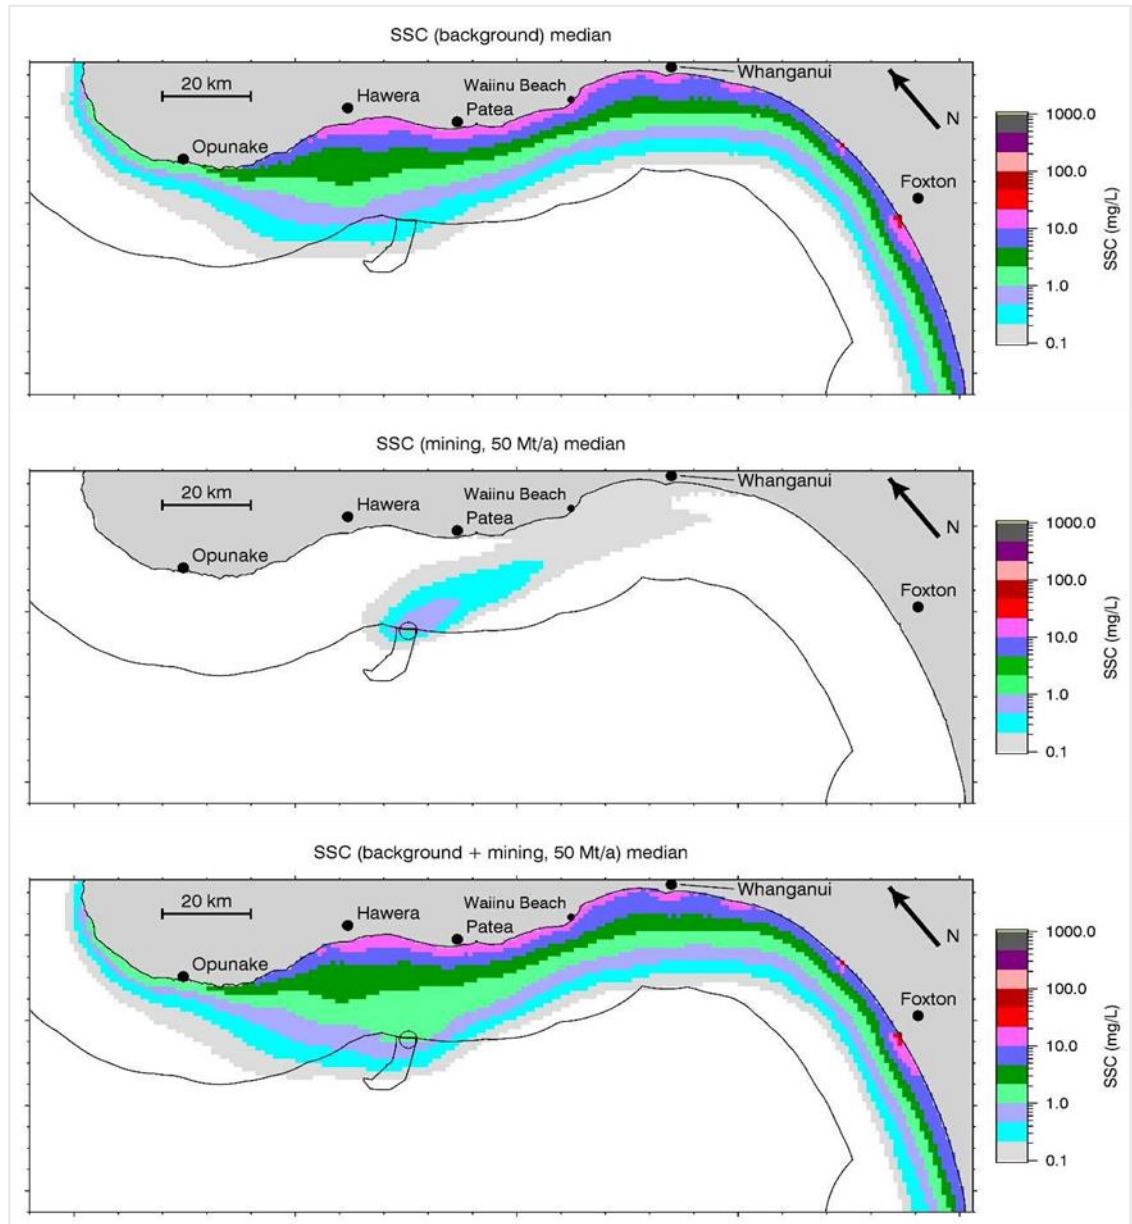 SSC (background) median
Whanganui
20 km
Waiinu Beach
Hawera
Patea
N
Opunake
Foxton
1000.0
100.0
10.0
1.0
0.1
SSC (mg/L)
SSC (mining, 50 Mt/a) median
Whanganui
20 km
Waiinu Beach
Hawera
Patea
N
Opunake
Foxton
1000.0
100.0
10.0
1.0
0.1
SSC (mg/L)
SSC (background + mining, 50 Mt/a) median
Whanganui
20 km
Waiinu Beach
Hawera
Patea
N
Opunake
Foxton
1000.0
100.0
10.0
1.0
0.1
SSC (mg/L)